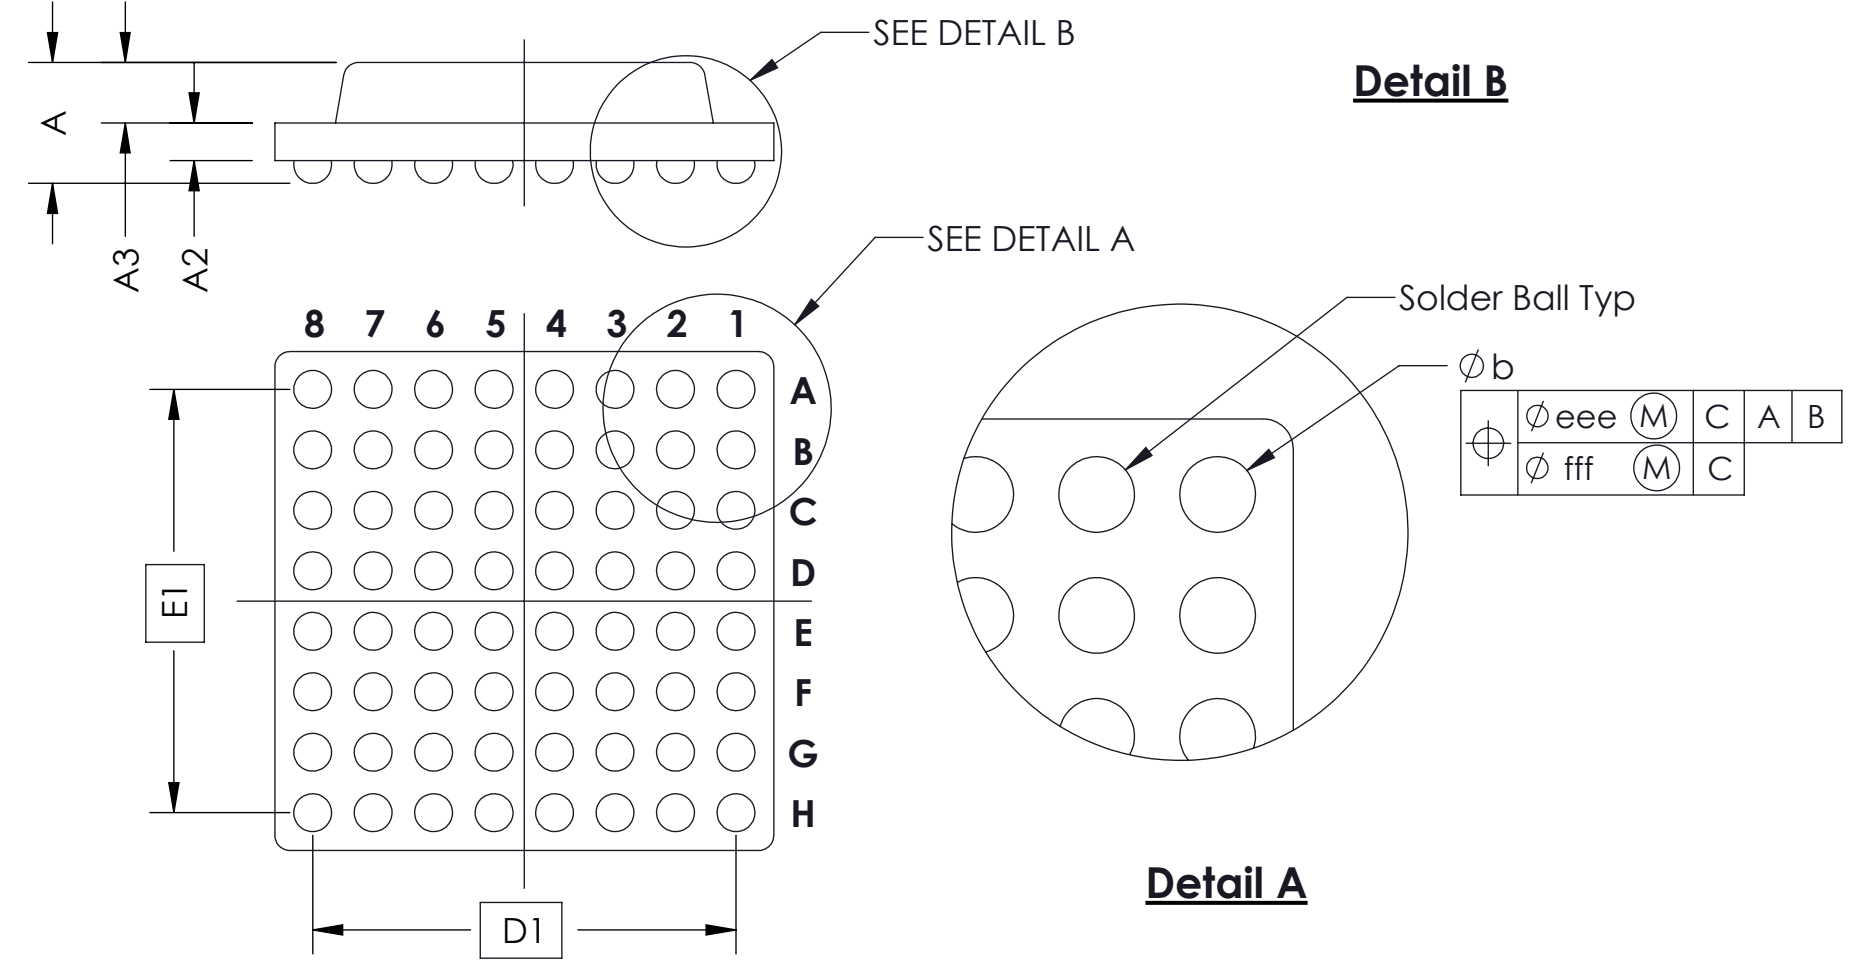 SEE DETAIL B
Detail B
A
A3
A2
SEE DETAIL A
8 7 6 5 4 3 2 1
A
B
C
D
E
F
G
H
E1
D1
Solder Ball Typ
⌀ b
⌖ ⌀ eee Ⓜ C A B
⌀ fff Ⓜ C
Detail A